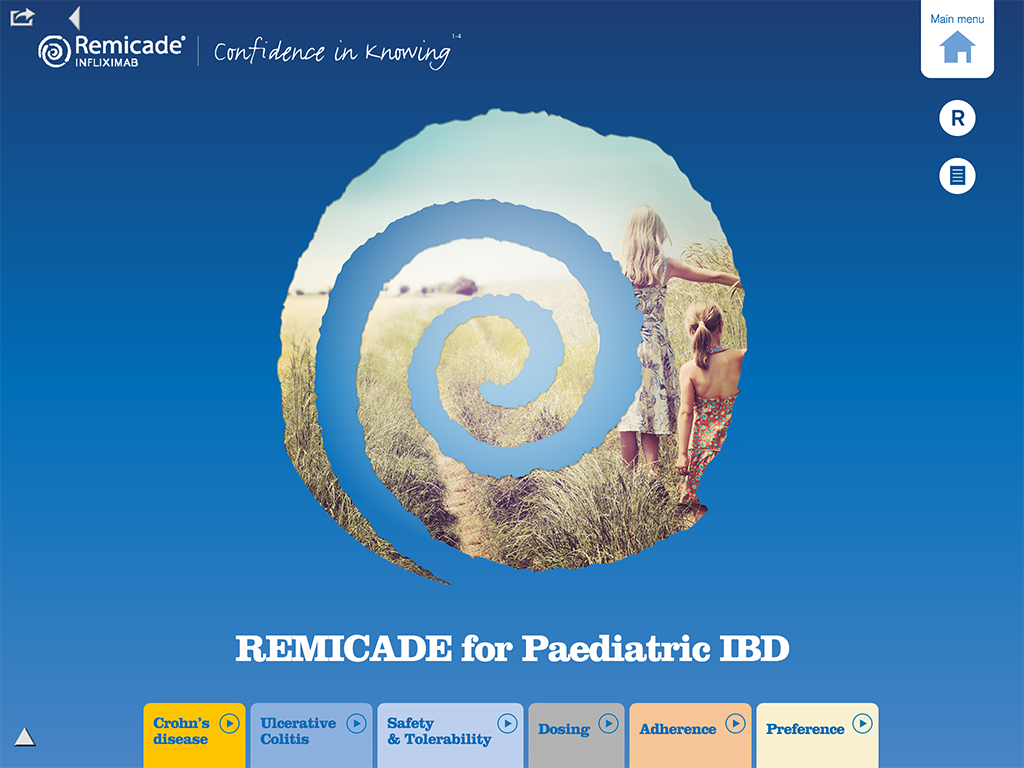 Remicade®
INFLIXIMAB
Confidence in Knowing 1-4
Main menu
R
REMICADE for Paediatric IBD
Crohn's
disease
Ulcerative
Colitis
Safety
& Tolerability
Dosing
Adherence
Preference